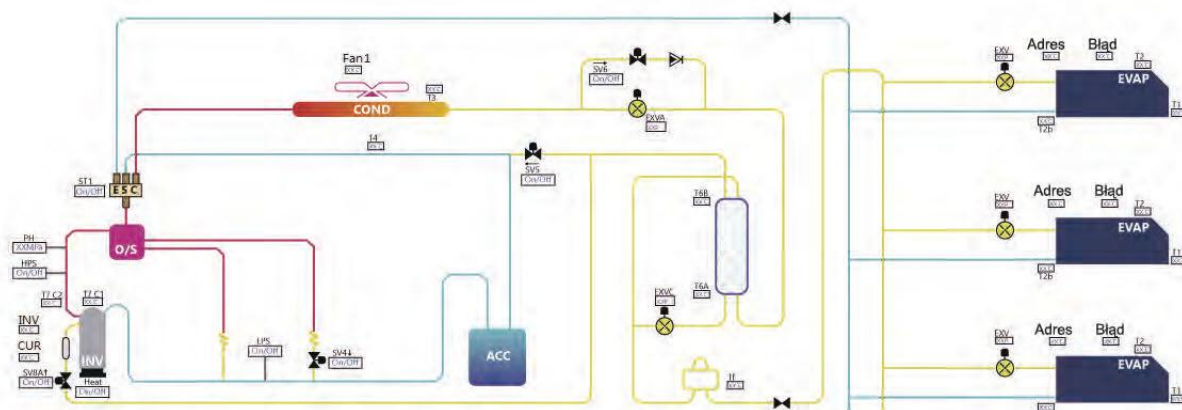 Fan1
COND
T3
SV6
On/Off
EXVA
T4
SV5
On/Off
ST1
On/Off
E S C
O/S
PH
XXMPa
HPS
On/Off
T7 C2
T7 C1
INV
CUR
SV8A↑
On/Off
INV
Heat
On/Off
LPS
On/Off
SV4↓
On/Off
ACC
T6B
T6A
EXVC
Tf
EXV
Adres
Błąd
T2
EVAP
T2b
T1
EXV
Adres
Błąd
T2
EVAP
T2b
T1
EXV
Adres
Błąd
T2
EVAP
T1